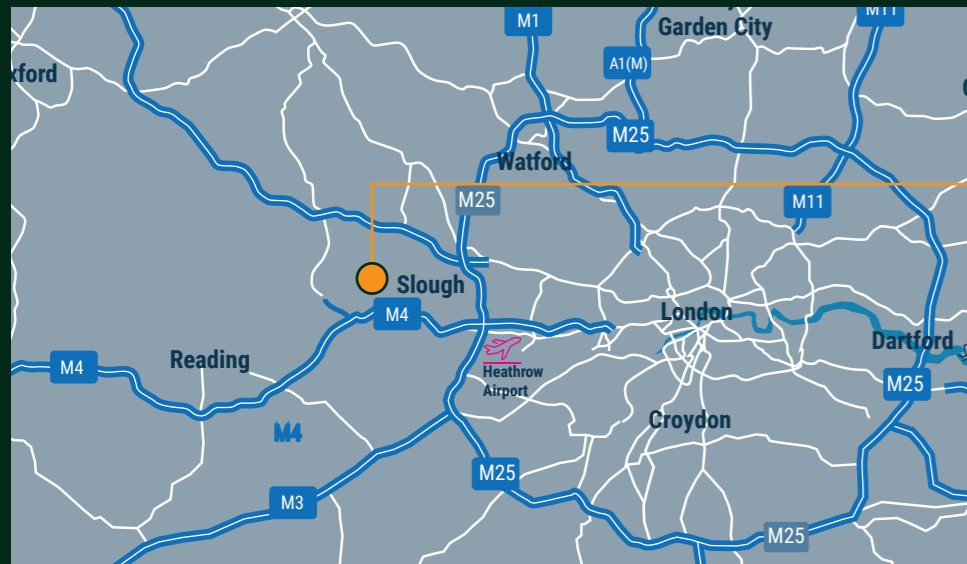 M1
M11
Garden City
A1(M)
xford
M25
Watford
M25
M11
Slough
London
M4
Dartford
Reading
M4
Heathrow
Airport
M25
Croydon
M4
M25
M3
M25